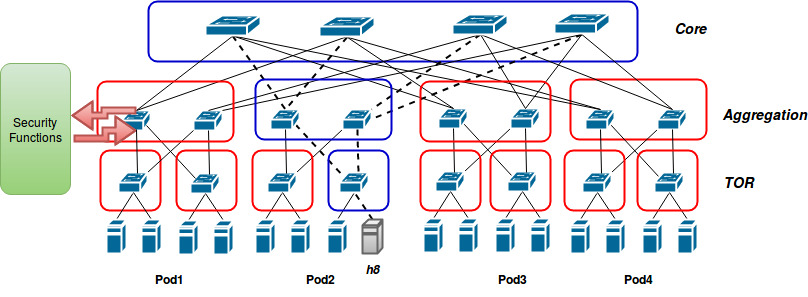 Core
Security
Functions
Aggregation
TOR
h8
Pod1
Pod2
Pod3
Pod4